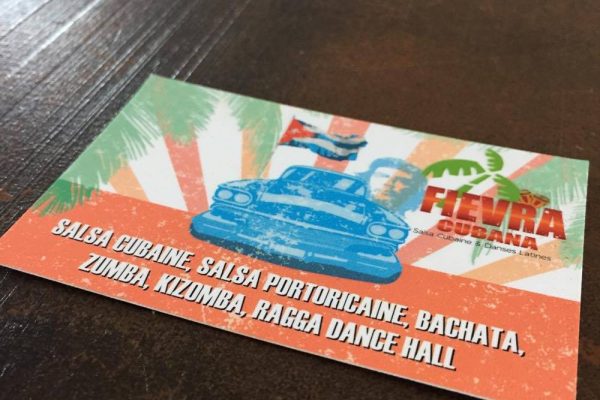 FIEVRA
CUBANA
Salsa Cubaine & Danses Latines
SALSA CUBAINE, SALSA PORTORICAINE, BACHATA,
ZUMBA, KIZOMBA, RAGGA DANCE HALL